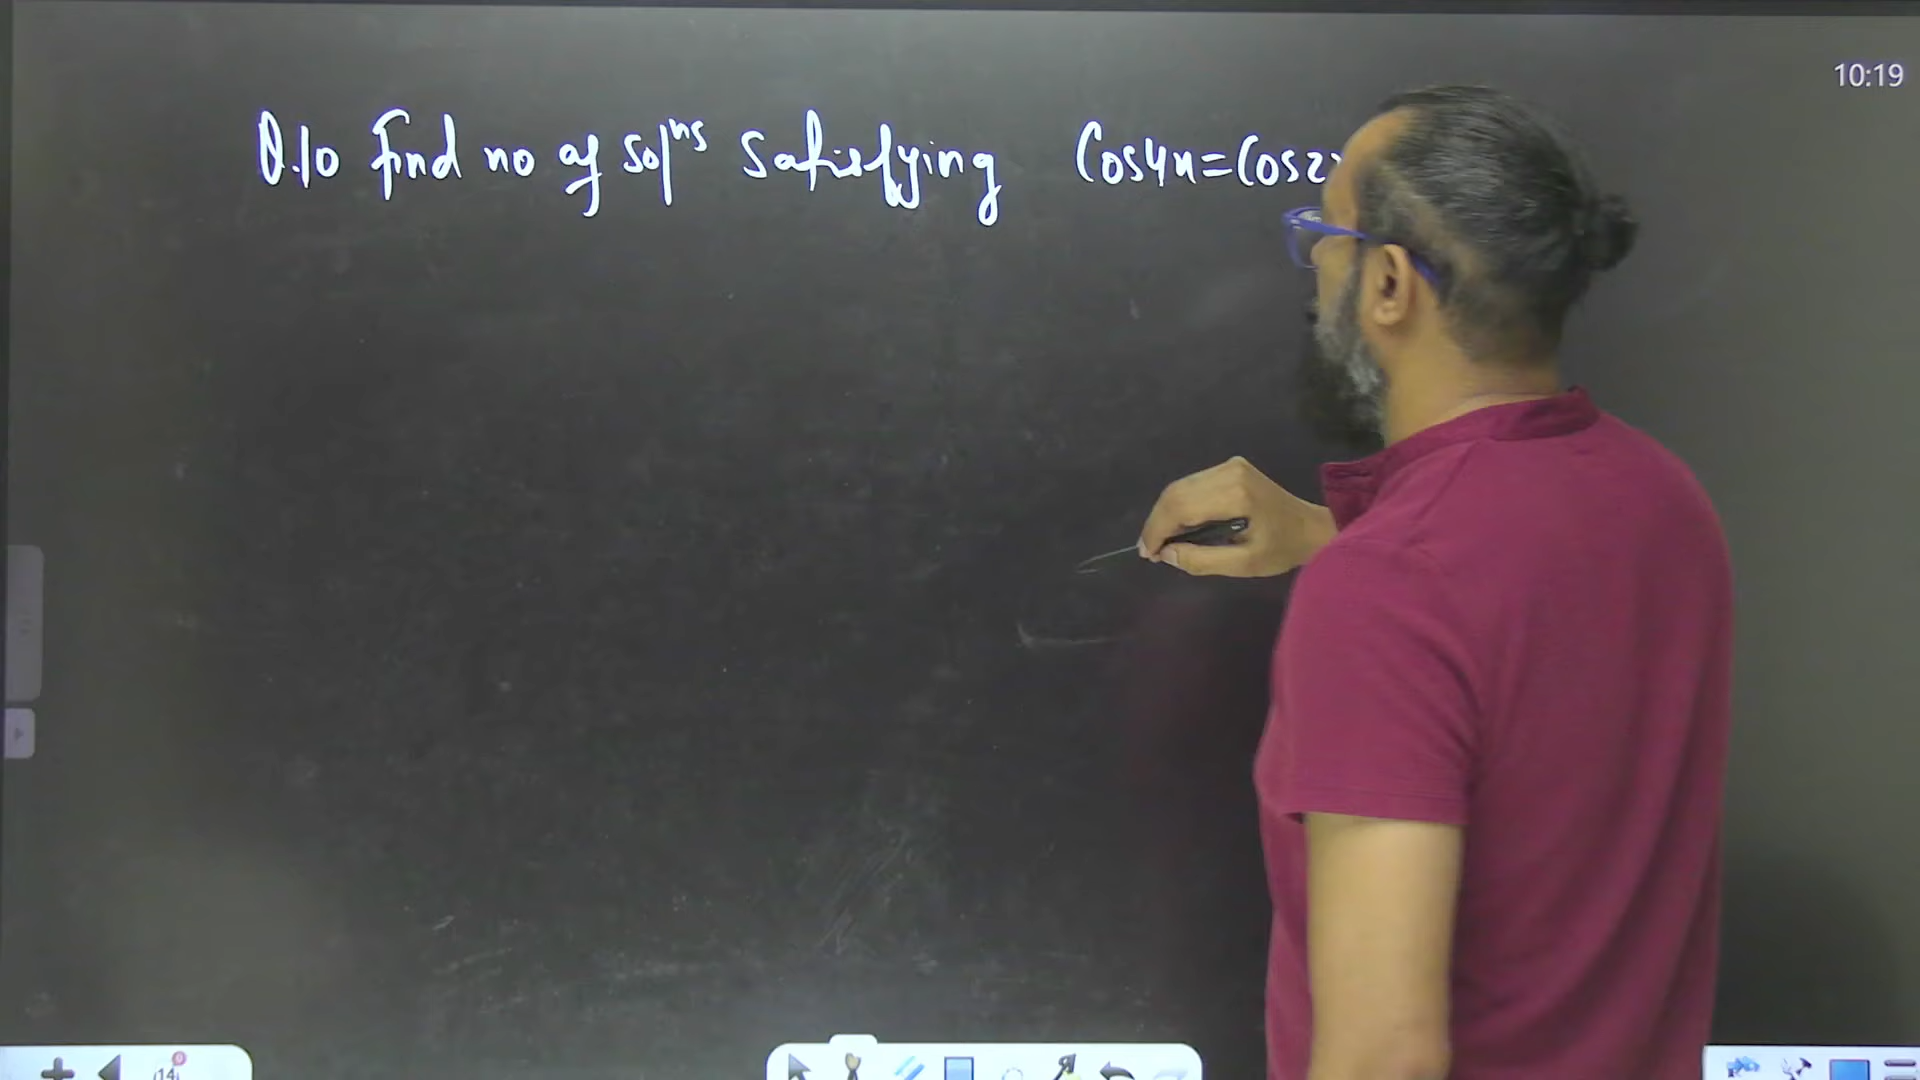 10:19
Q.10 Find no of solⁿˢ Satisfying Cos4x=Cos2